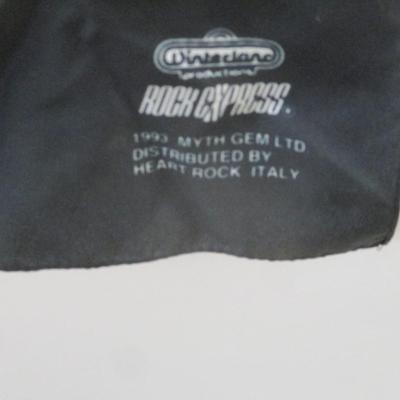 Winterland
productions
ROCK EXPRESS.
1993 MYTH GEM LTD
DISTRIBUTED BY
HEART ROCK ITALY